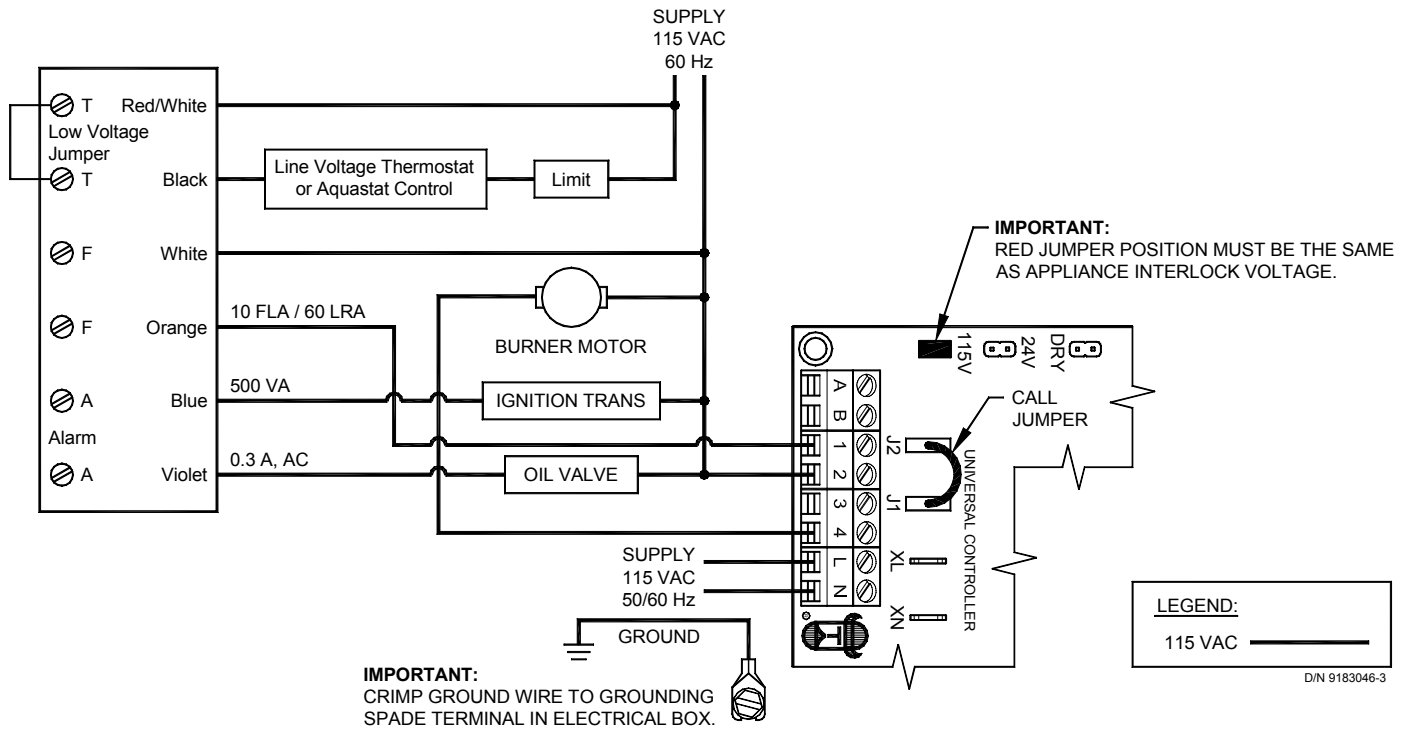 SUPPLY
115 VAC
60 Hz
T Red/White
Low Voltage
Jumper
T Black
Line Voltage Thermostat
or Aquastat Control
Limit
F White
F Orange
10 FLA / 60 LRA
BURNER MOTOR
A Blue
500 VA
IGNITION TRANS
Alarm
A Violet
0.3 A, AC
OIL VALVE
IMPORTANT:
RED JUMPER POSITION MUST BE THE SAME
AS APPLIANCE INTERLOCK VOLTAGE.
115V
24V
DRY
CALL
JUMPER
A
B
1
2
3
4
L
N
J2
J1
XL
XN
UNIVERSAL CONTROLLER
SUPPLY
115 VAC
50/60 Hz
GROUND
IMPORTANT:
CRIMP GROUND WIRE TO GROUNDING
SPADE TERMINAL IN ELECTRICAL BOX.
LEGEND:
115 VAC
D/N 9183046-3